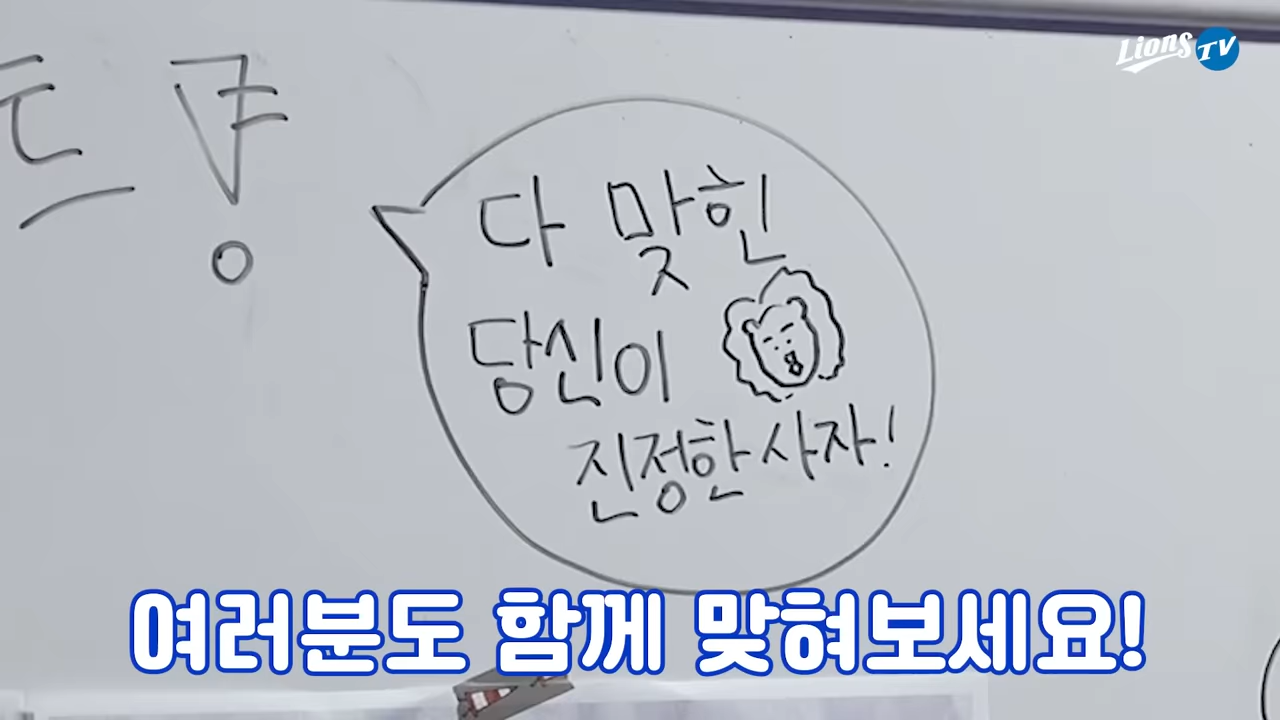 Lions TV
다 맞힌
당신이
진정한 사자!
여러분도 함께 맞혀보세요!